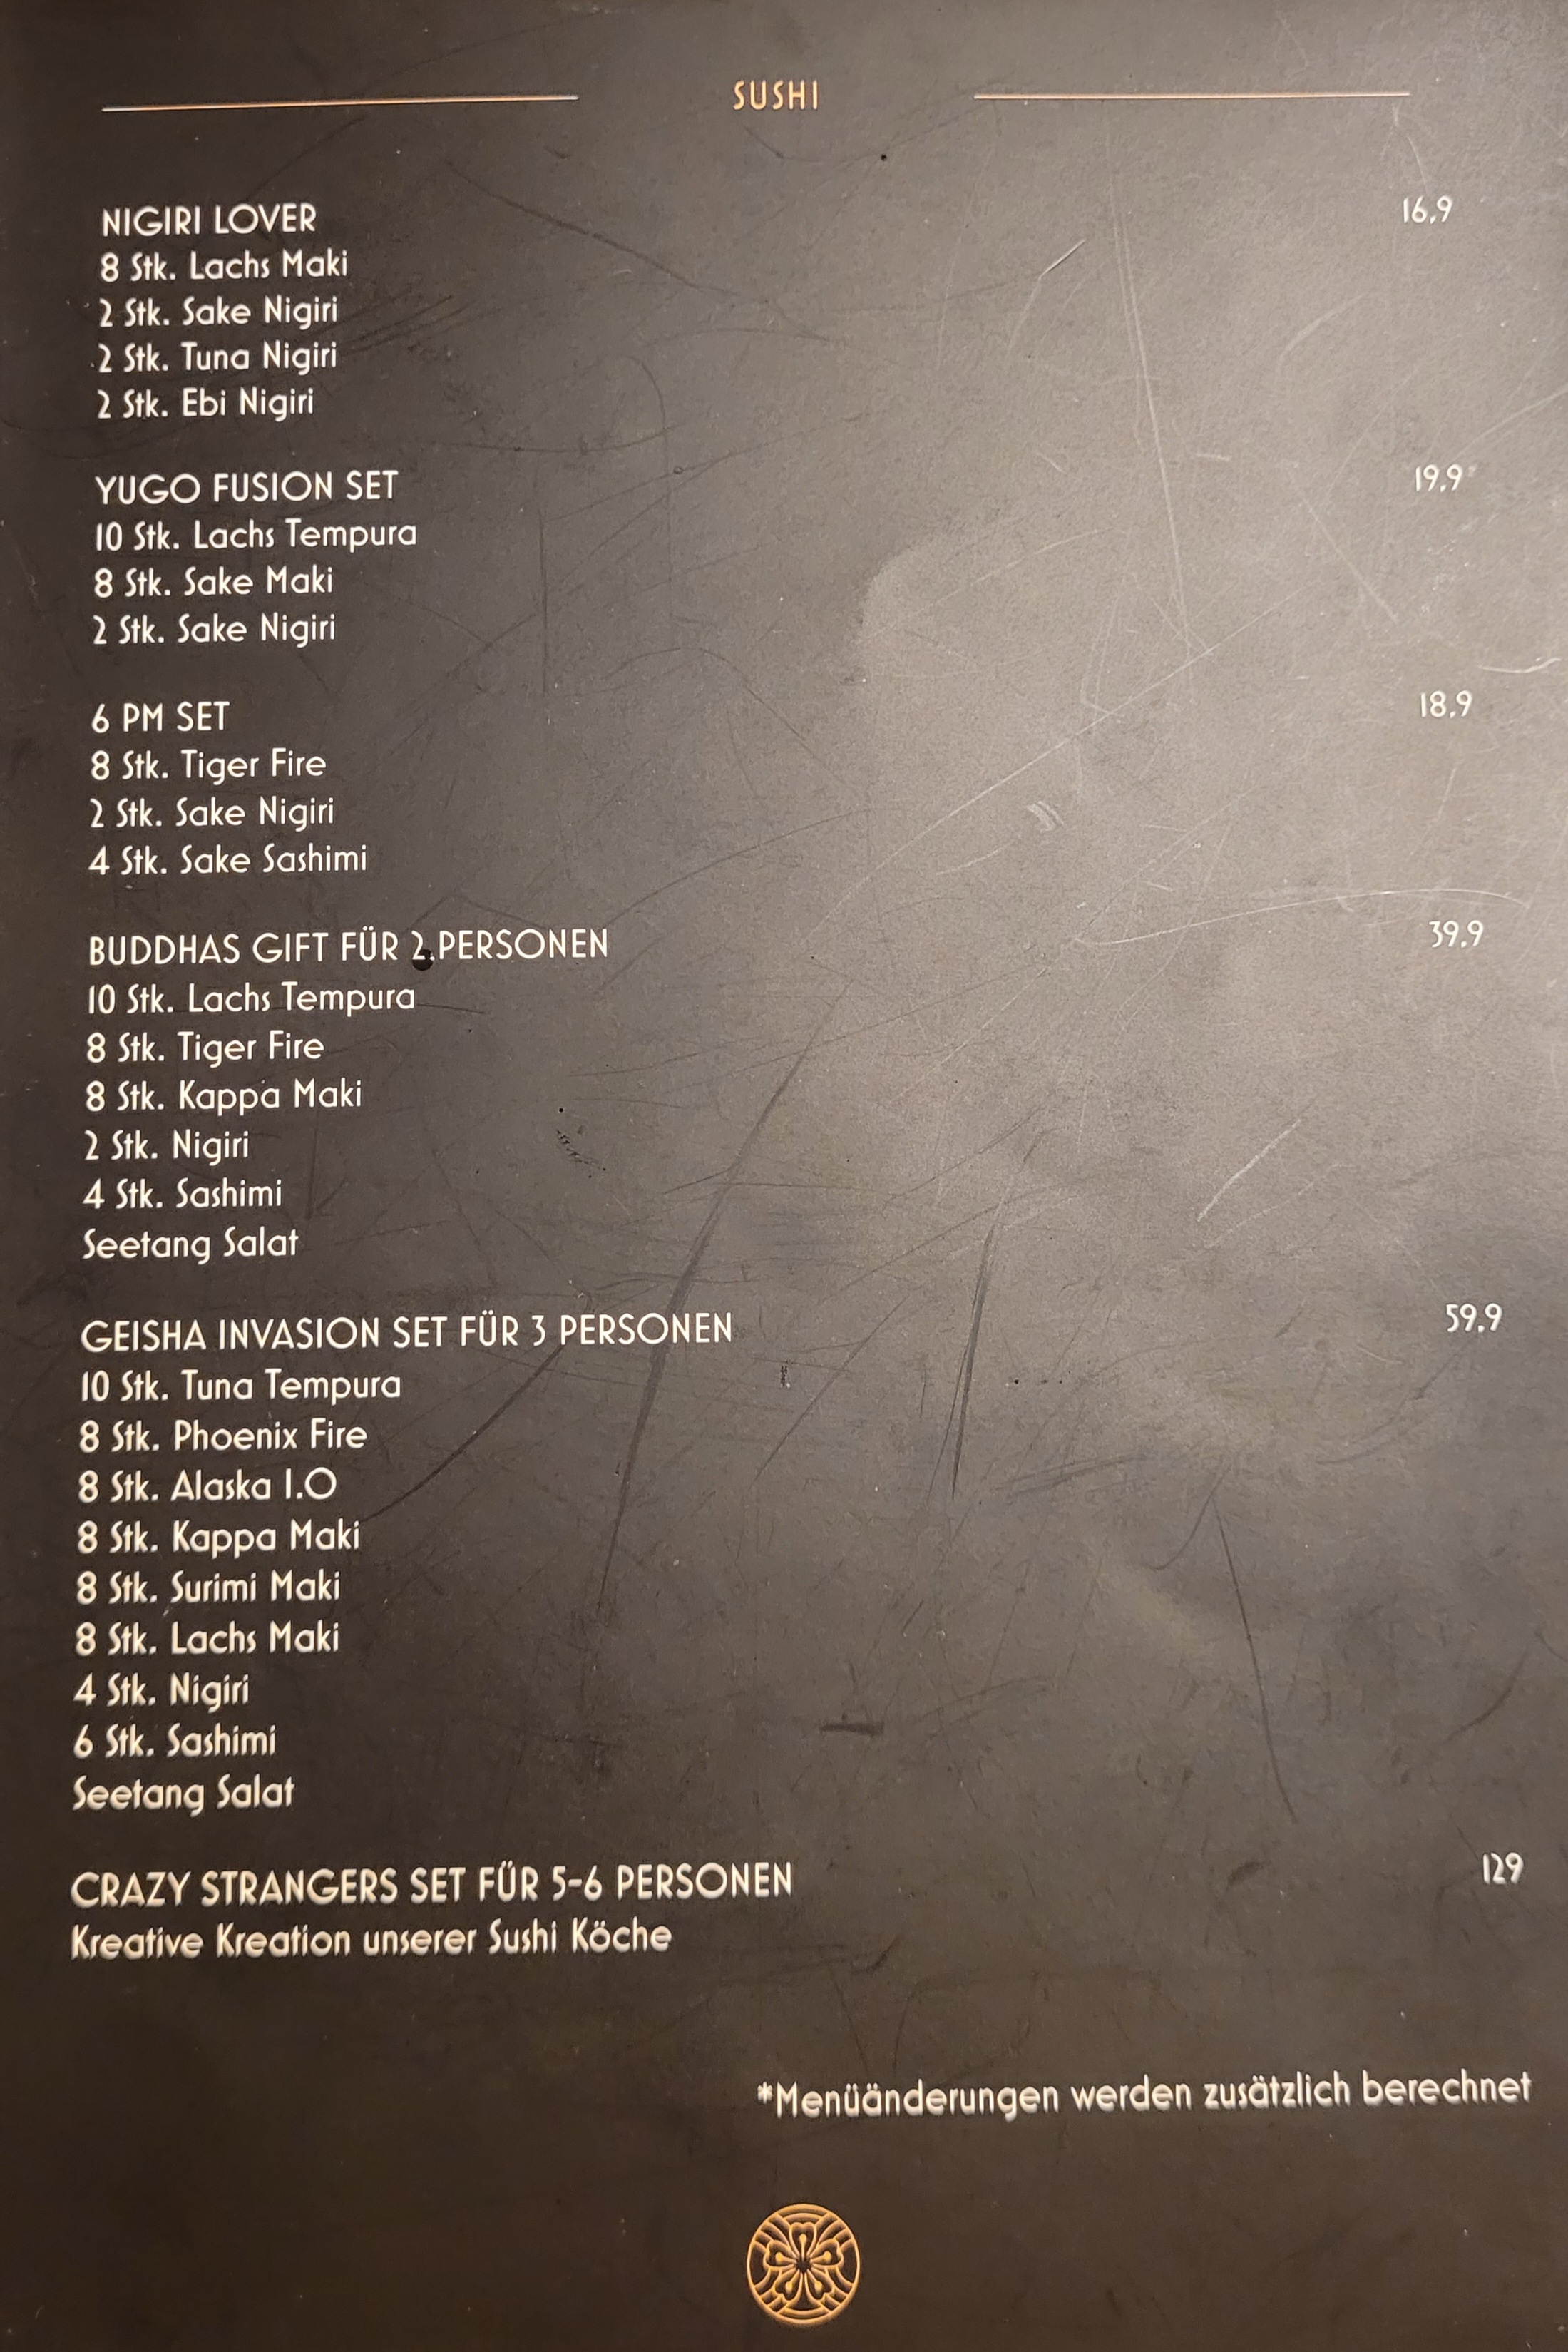 SUSHI
NIGIRI LOVER 16,9
8 Stk. Lachs Maki
2 Stk. Sake Nigiri
2 Stk. Tuna Nigiri
2 Stk. Ebi Nigiri
YUGO FUSION SET 19,9
10 Stk. Lachs Tempura
8 Stk. Sake Maki
2 Stk. Sake Nigiri
6 PM SET 18,9
8 Stk. Tiger Fire
2 Stk. Sake Nigiri
4 Stk. Sake Sashimi
BUDDHAS GIFT FÜR 2 PERSONEN 39,9
10 Stk. Lachs Tempura
8 Stk. Tiger Fire
8 Stk. Kappa Maki
2 Stk. Nigiri
4 Stk. Sashimi
Seetang Salat
GEISHA INVASION SET FÜR 3 PERSONEN 59,9
10 Stk. Tuna Tempura
8 Stk. Phoenix Fire
8 Stk. Alaska 1.O
8 Stk. Kappa Maki
8 Stk. Surimi Maki
8 Stk. Lachs Maki
4 Stk. Nigiri
6 Stk. Sashimi
Seetang Salat
CRAZY STRANGERS SET FÜR 5-6 PERSONEN 129
Kreative Kreation unserer Sushi Köche
*Menüänderungen werden zusätzlich berechnet